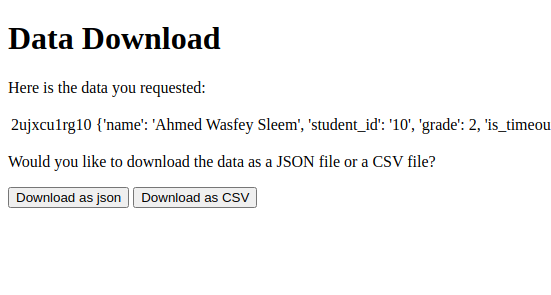 Data Download
Here is the data you requested:
2ujxcu1rg10 {'name': 'Ahmed Wasfey Sleem', 'student_id': '10', 'grade': 2, 'is_timeou
Would you like to download the data as a JSON file or a CSV file?
Download as json Download as CSV